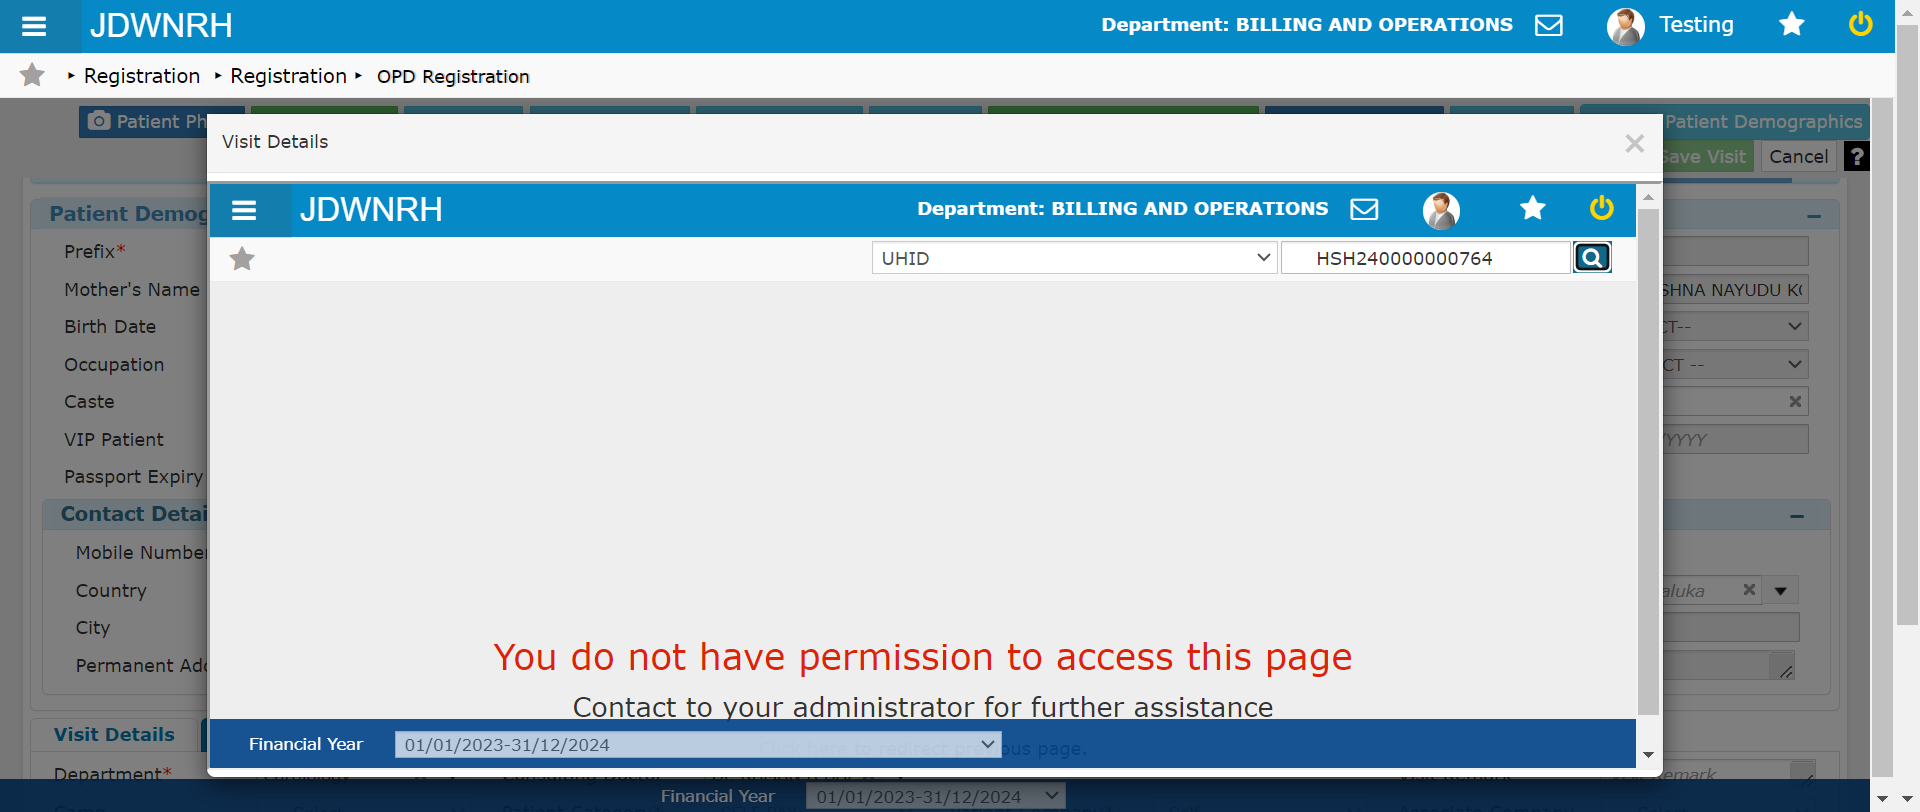 JDWNRH
Department: BILLING AND OPERATIONS
Testing
Registration
Registration
OPD Registration
Patient Ph
Patient Demographics
Save Visit
Cancel
?
Visit Details
JDWNRH
Department: BILLING AND OPERATIONS
UHID
HSH240000000764
Patient Demog
Prefix*
Mother's Name
SHNA NAYUDU K
Birth Date
CT--
Occupation
CT --
Caste
VIP Patient
YYYY
Passport Expiry
Contact Detai
Mobile Number
Country
aluka
City
Permanent Add
You do not have permission to access this page
Contact to your administrator for further assistance
Click here to redirect previous page.
Visit Details
Financial Year
01/01/2023-31/12/2024
Department*
Remark
Financial Year
01/01/2023-31/12/2024